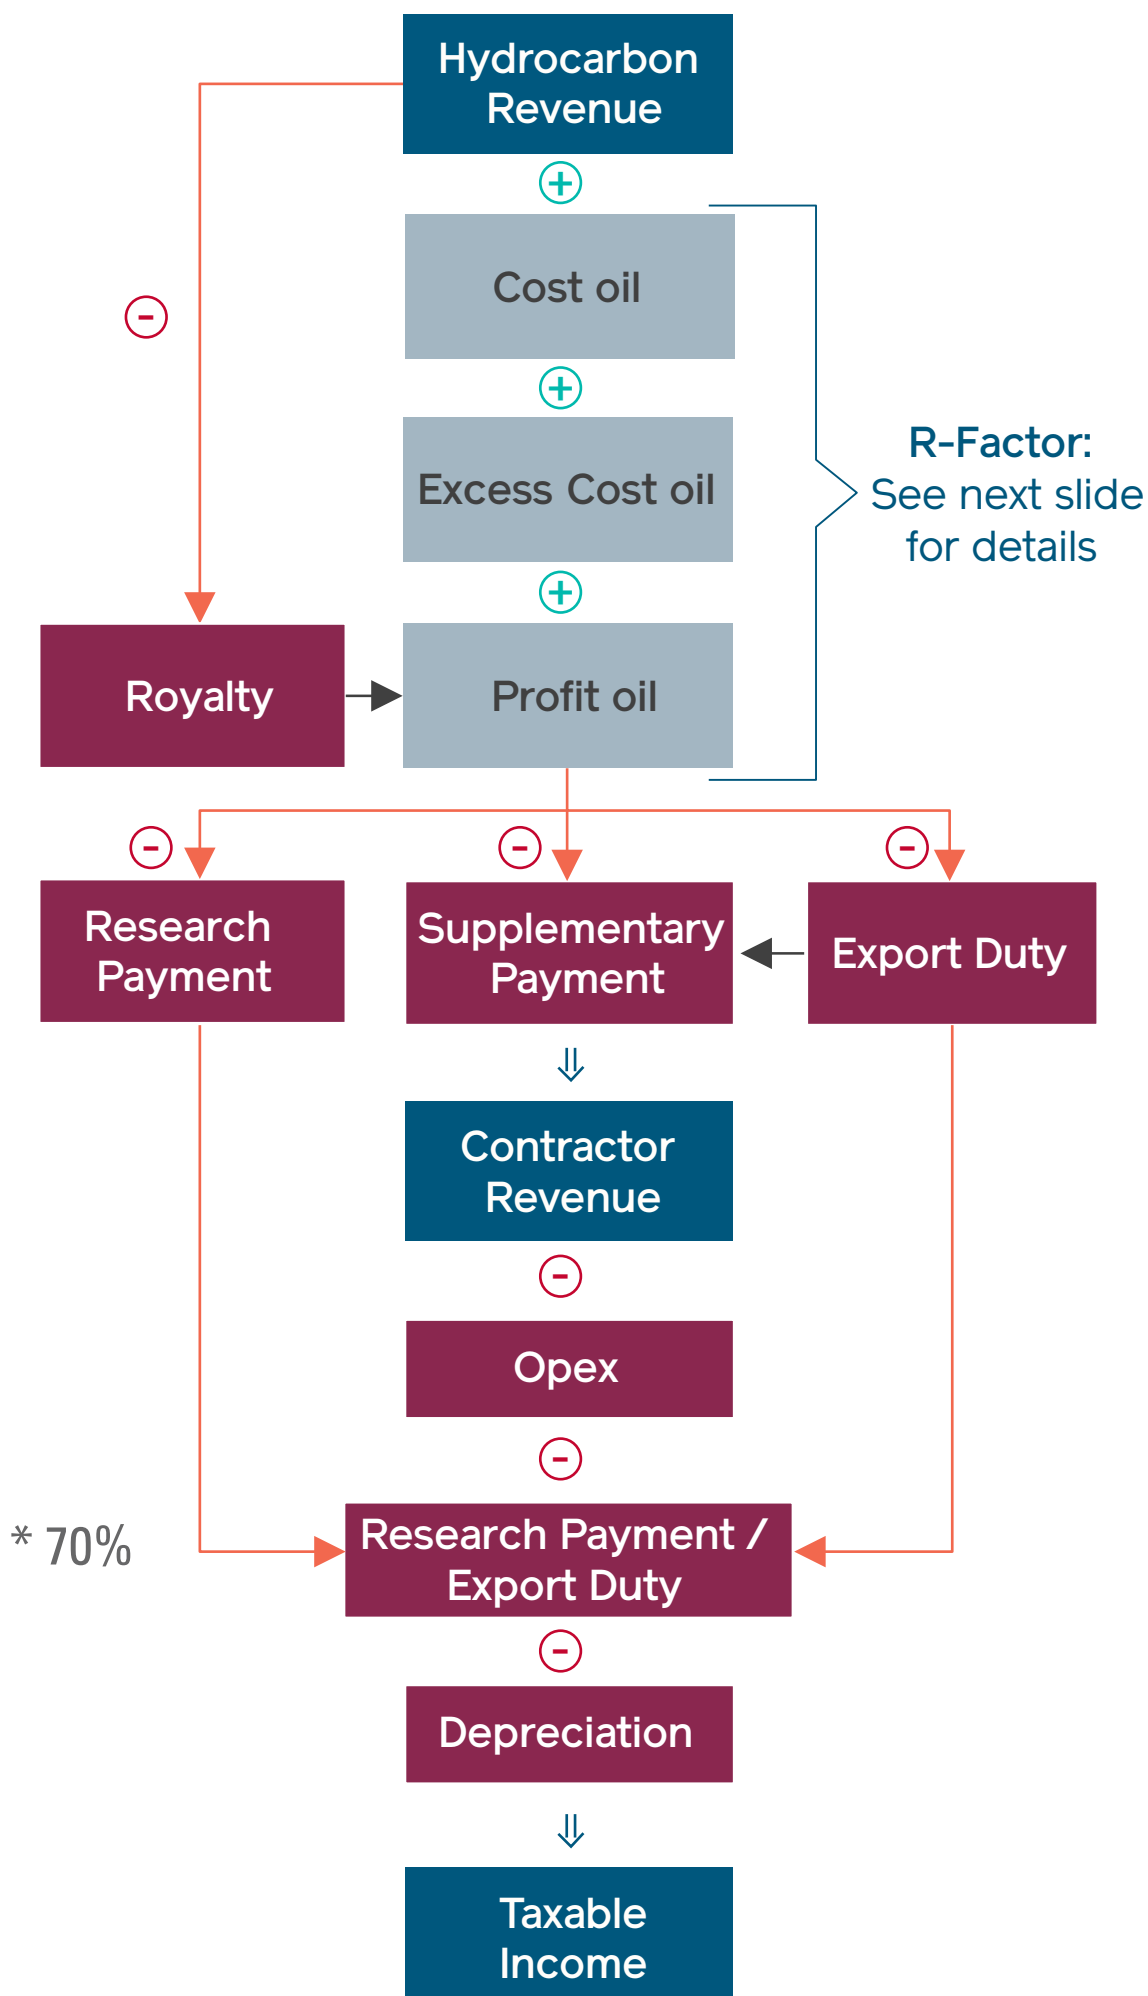 Hydrocarbon
Revenue
+
-
Cost oil
+
Excess Cost oil
R-Factor:
See next slide
for details
+
Royalty
Profit oil
-
-
-
Research
Payment
Supplementary
Payment
Export Duty
⇓
Contractor
Revenue
-
Opex
-
* 70%
Research Payment /
Export Duty
-
Depreciation
⇓
Taxable
Income